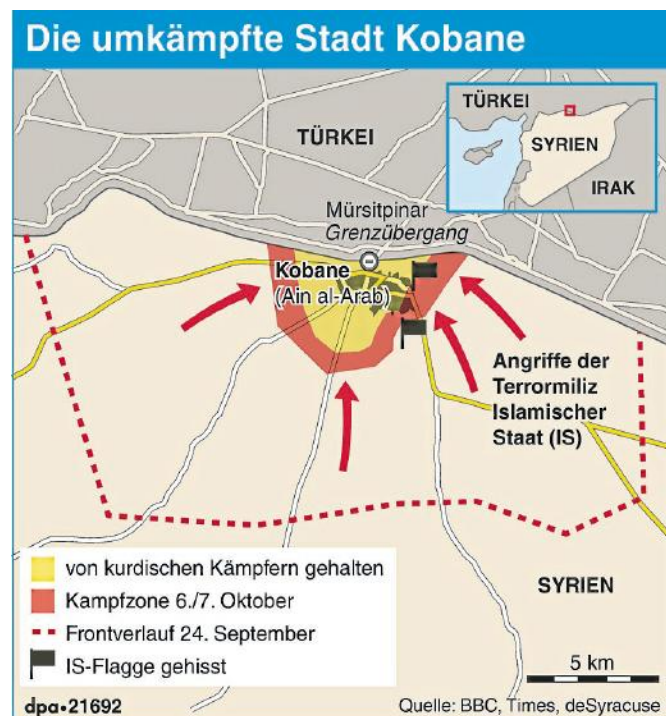 Die umkämpfte Stadt Kobane
TÜRKEI
SYRIEN
IRAK
TÜRKEI
Mürsitpinar
Grenzübergang
Kobane
(Ain al-Arab)
Angriffe der
Terrormiliz
Islamischer
Staat (IS)
von kurdischen Kämpfern gehalten
Kampfzone 6./7. Oktober
Frontverlauf 24. September
IS-Flagge gehisst
SYRIEN
5 km
dpa•21692
Quelle: BBC, Times, deSyracuse